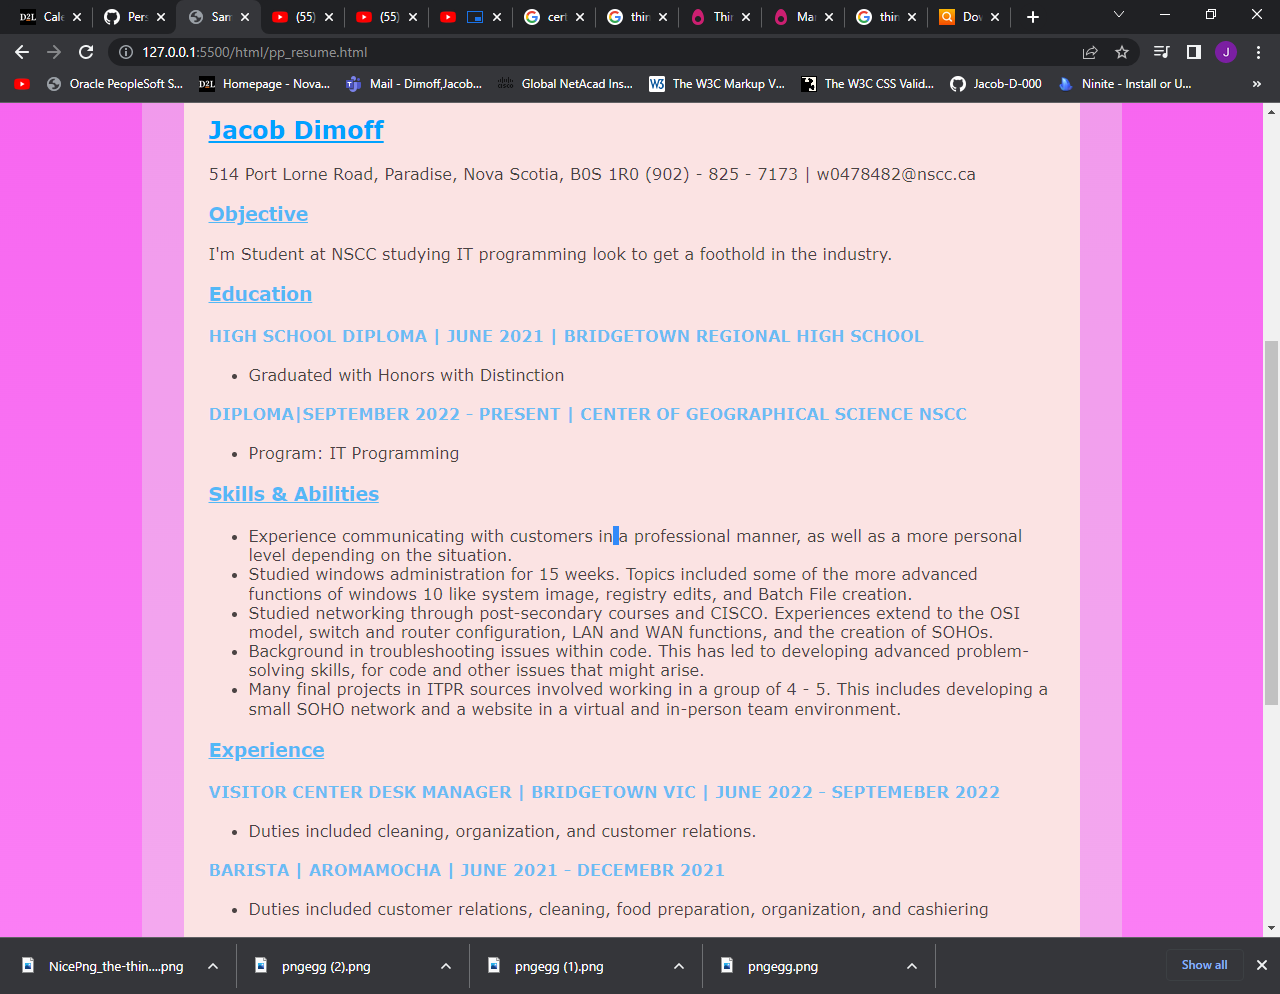 Cale
Pers
Sam
(55)
(55)
cert
thin
Thi
Ma
thin
Dov
127.0.0.1:5500/html/pp_resume.html
J
Oracle PeopleSoft S...
D2L Homepage - Nova...
Mail - Dimoff,Jacob...
Global NetAcad Ins...
The W3C Markup V...
The W3C CSS Valid...
Jacob-D-000
Ninite - Install or U...
»
Jacob Dimoff
514 Port Lorne Road, Paradise, Nova Scotia, B0S 1R0 (902) - 825 - 7173 | w0478482@nscc.ca
Objective
I'm Student at NSCC studying IT programming look to get a foothold in the industry.
Education
HIGH SCHOOL DIPLOMA | JUNE 2021 | BRIDGETOWN REGIONAL HIGH SCHOOL
• Graduated with Honors with Distinction
DIPLOMA|SEPTEMBER 2022 - PRESENT | CENTER OF GEOGRAPHICAL SCIENCE NSCC
• Program: IT Programming
Skills & Abilities
• Experience communicating with customers in a professional manner, as well as a more personal
level depending on the situation.
• Studied windows administration for 15 weeks. Topics included some of the more advanced
functions of windows 10 like system image, registry edits, and Batch File creation.
• Studied networking through post-secondary courses and CISCO. Experiences extend to the OSI
model, switch and router configuration, LAN and WAN functions, and the creation of SOHOs.
• Background in troubleshooting issues within code. This has led to developing advanced problem-
solving skills, for code and other issues that might arise.
• Many final projects in ITPR sources involved working in a group of 4 - 5. This includes developing a
small SOHO network and a website in a virtual and in-person team environment.
Experience
VISITOR CENTER DESK MANAGER | BRIDGETOWN VIC | JUNE 2022 - SEPTEMEBER 2022
• Duties included cleaning, organization, and customer relations.
BARISTA | AROMAMOCHA | JUNE 2021 - DECEMEBR 2021
• Duties included customer relations, cleaning, food preparation, organization, and cashiering
NicePng_the-thin....png
pngegg (2).png
pngegg (1).png
pngegg.png
Show all